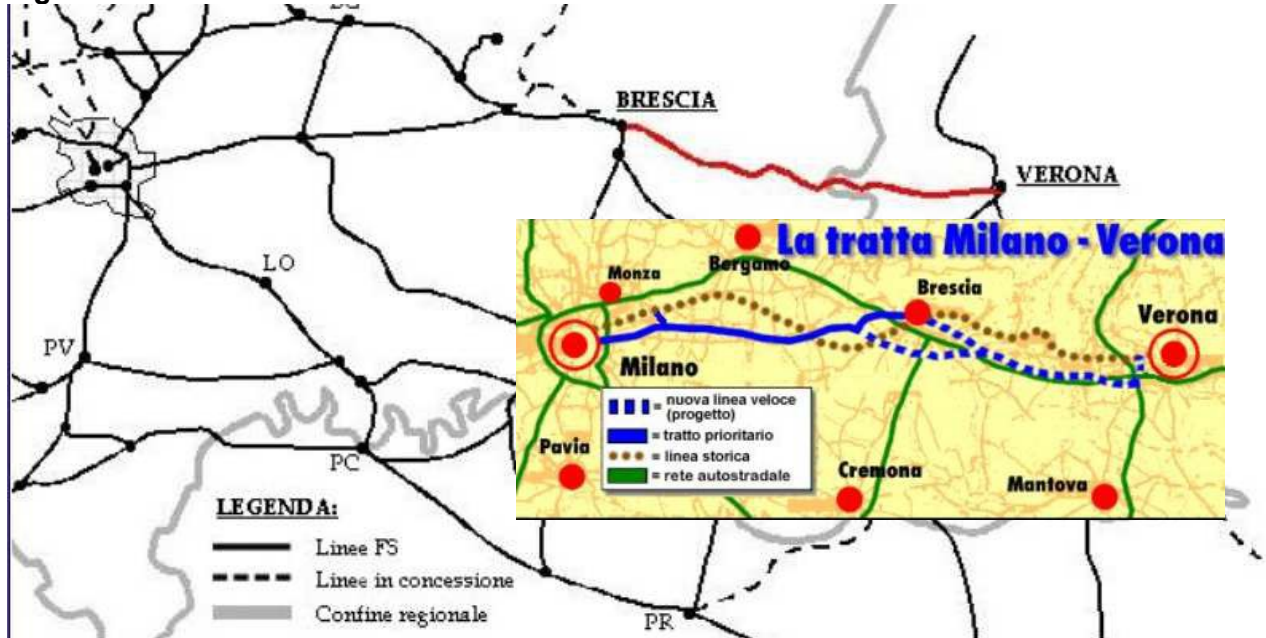 BRESCIA
VERONA
LO
PV
PC
PR
LEGENDA:
Linee FS
Linee in concessione
Confine regionale
La tratta Milano - Verona
Monza
Bergamo
Brescia
Verona
Milano
= nuova linea veloce
(progetto)
= tratto prioritario
= linea storica
= rete autostradale
Pavia
Cremona
Mantova